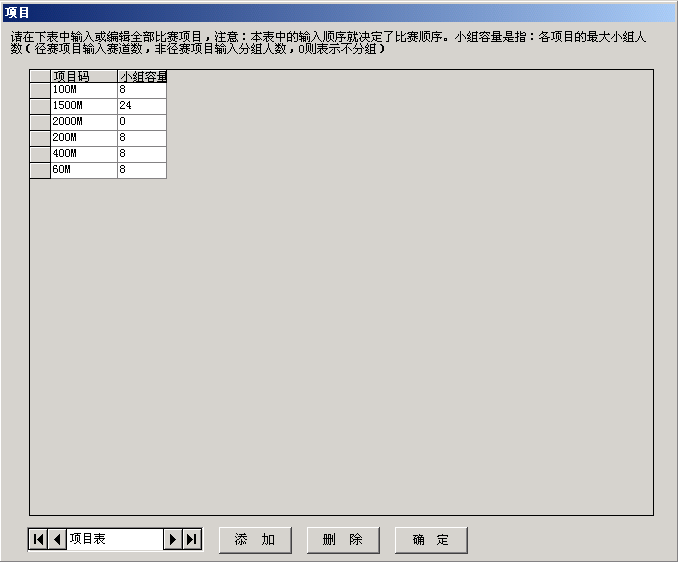 项目
请在下表中输入或编辑全部比赛项目，注意：本表中的输入顺序就决定了比赛顺序。小组容量是指：各项目的最大小组人
数（径赛项目输入赛道数，非径赛项目输入分组人数，0则表示不分组）
项目码 小组容量
100M 8
1500M 24
2000M 0
200M 8
400M 8
60M 8
项目表 添 加 删 除 确 定